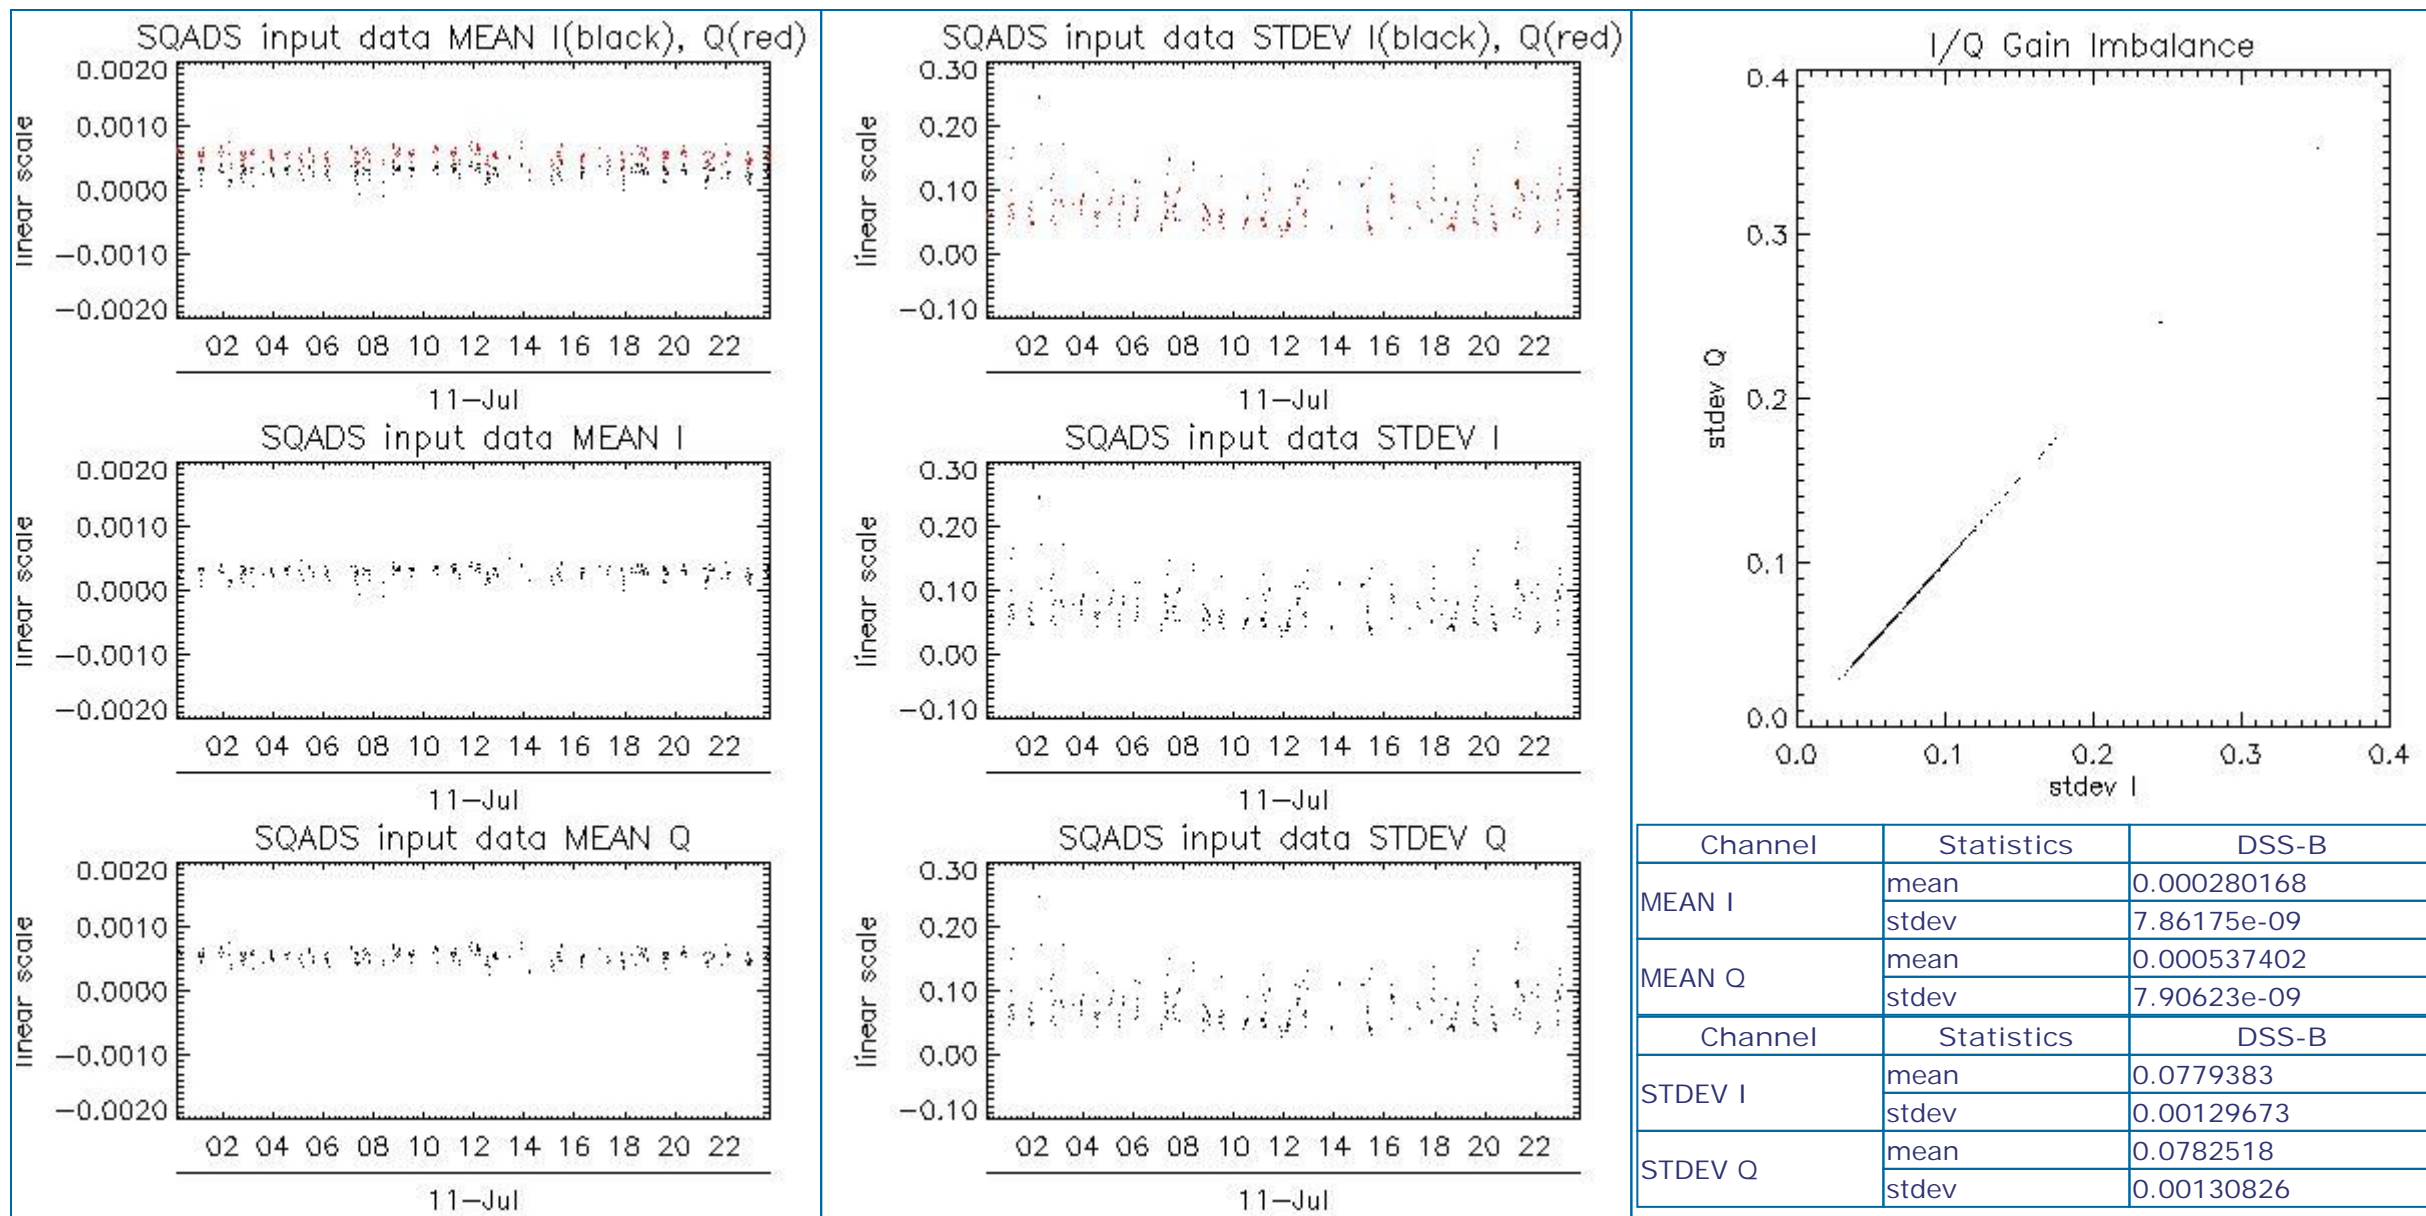 SQADS input data MEAN I(black), Q(red)
linear scale
0.0020
0.0010
0.0000
−0.0010
−0.0020
02 04 06 08 10 12 14 16 18 20 22
11−Jul
SQADS input data MEAN I
linear scale
0.0020
0.0010
0.0000
−0.0010
−0.0020
02 04 06 08 10 12 14 16 18 20 22
11−Jul
SQADS input data MEAN Q
linear scale
0.0020
0.0010
0.0000
−0.0010
−0.0020
02 04 06 08 10 12 14 16 18 20 22
11−Jul
SQADS input data STDEV I(black), Q(red)
linear scale
0.30
0.20
0.10
0.00
−0.10
02 04 06 08 10 12 14 16 18 20 22
11−Jul
SQADS input data STDEV I
linear scale
0.30
0.20
0.10
0.00
−0.10
02 04 06 08 10 12 14 16 18 20 22
11−Jul
SQADS input data STDEV Q
linear scale
0.30
0.20
0.10
0.00
−0.10
02 04 06 08 10 12 14 16 18 20 22
11−Jul
I/Q Gain Imbalance
stdev Q
0.4
0.3
0.2
0.1
0.0
0.0 0.1 0.2 0.3 0.4
stdev I
Channel Statistics DSS-B
MEAN I mean 0.000280168
stdev 7.86175e-09
MEAN Q mean 0.000537402
stdev 7.90623e-09
Channel Statistics DSS-B
STDEV I mean 0.0779383
stdev 0.00129673
STDEV Q mean 0.0782518
stdev 0.00130826